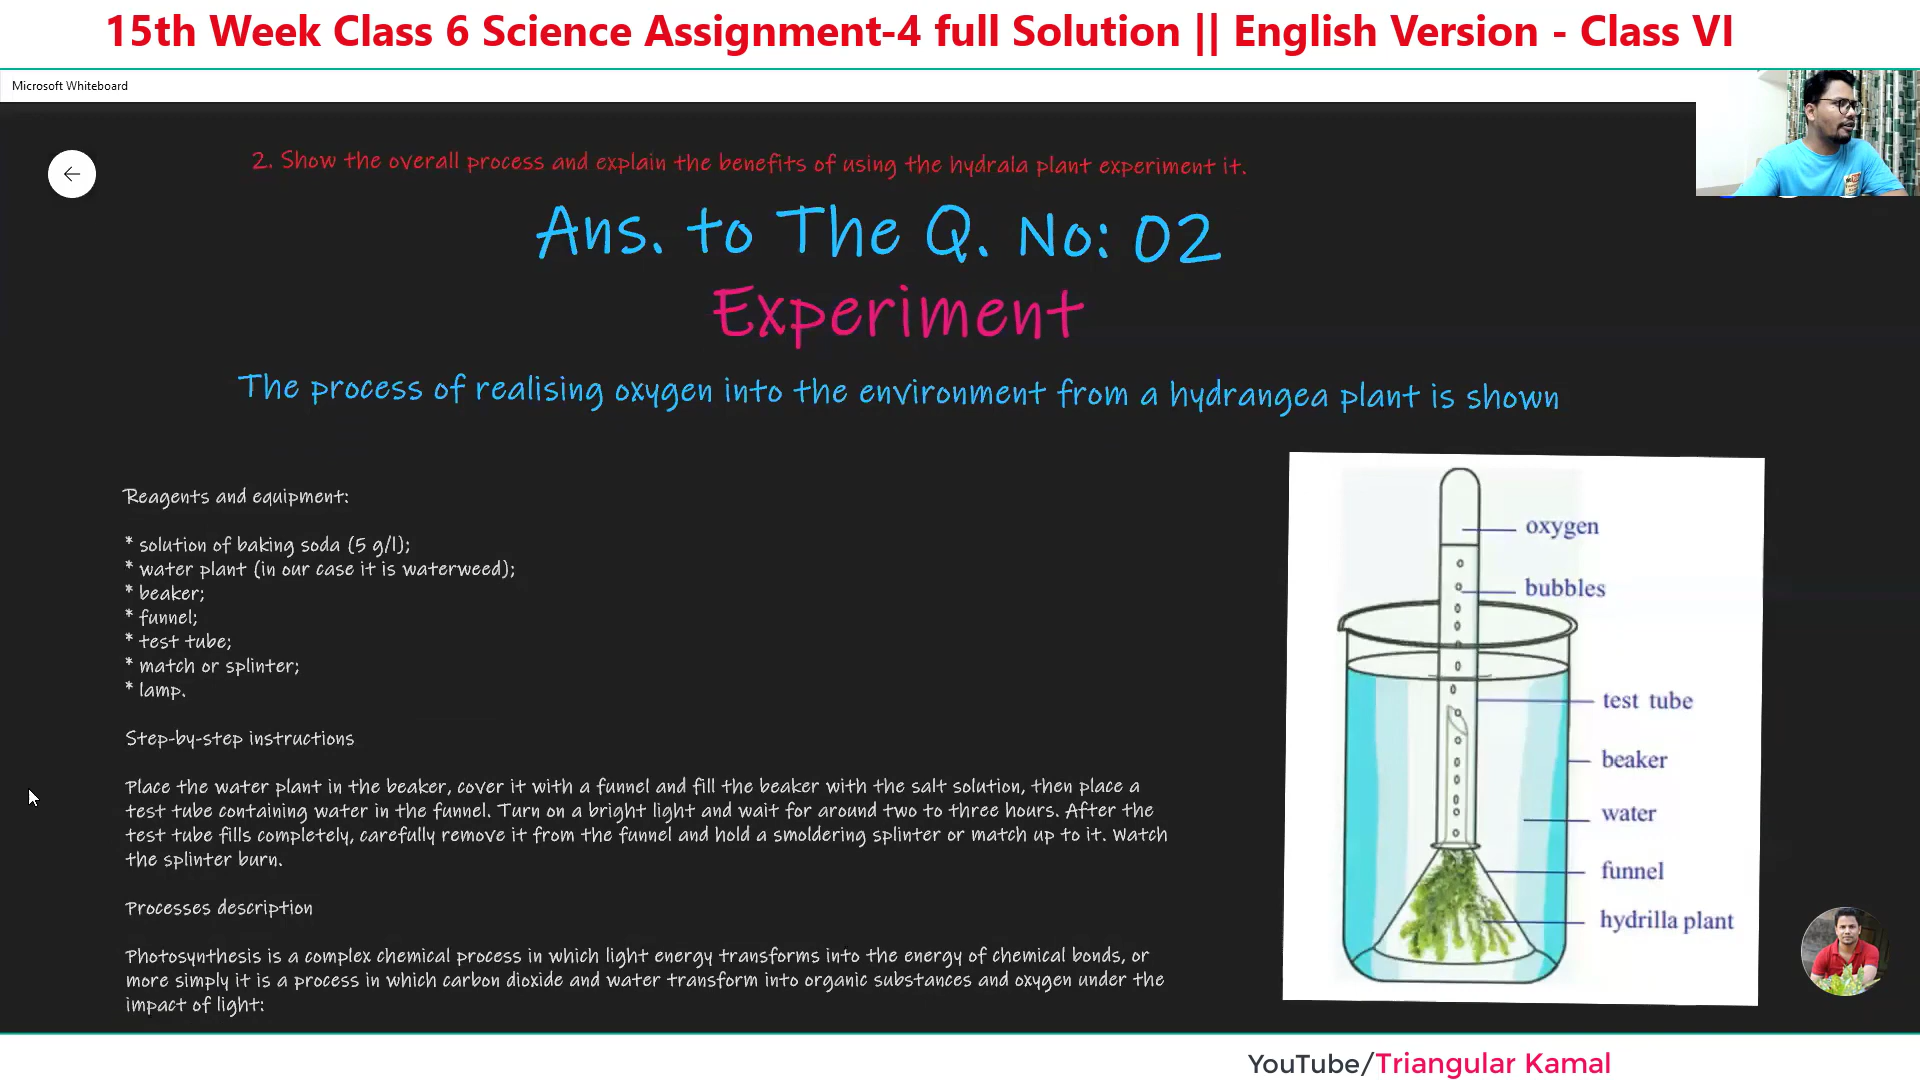 15th Week Class 6 Science Assignment-4 full Solution || English Version - Class VI
Microsoft Whiteboard
2. Show the overall process and explain the benefits of using the hydrala plant experiment it.
Ans. to The Q. No: 02
Experiment
The process of realising oxygen into the environment from a hydrangea plant is shown
Reagents and equipment:
* solution of baking soda (5 g/l);
* water plant (in our case it is waterweed);
* beaker;
* funnel;
* test tube;
* match or splinter;
* lamp.
Step-by-step instructions
Place the water plant in the beaker, cover it with a funnel and fill the beaker with the salt solution, then place a
test tube containing water in the funnel. Turn on a bright light and wait for around two to three hours. After the
test tube fills completely, carefully remove it from the funnel and hold a smoldering splinter or match up to it. Watch
the splinter burn.
Processes description
Photosynthesis is a complex chemical process in which light energy transforms into the energy of chemical bonds, or
more simply it is a process in which carbon dioxide and water transform into organic substances and oxygen under the
impact of light:
oxygen
bubbles
test tube
beaker
water
funnel
hydrilla plant
YouTube/Triangular Kamal